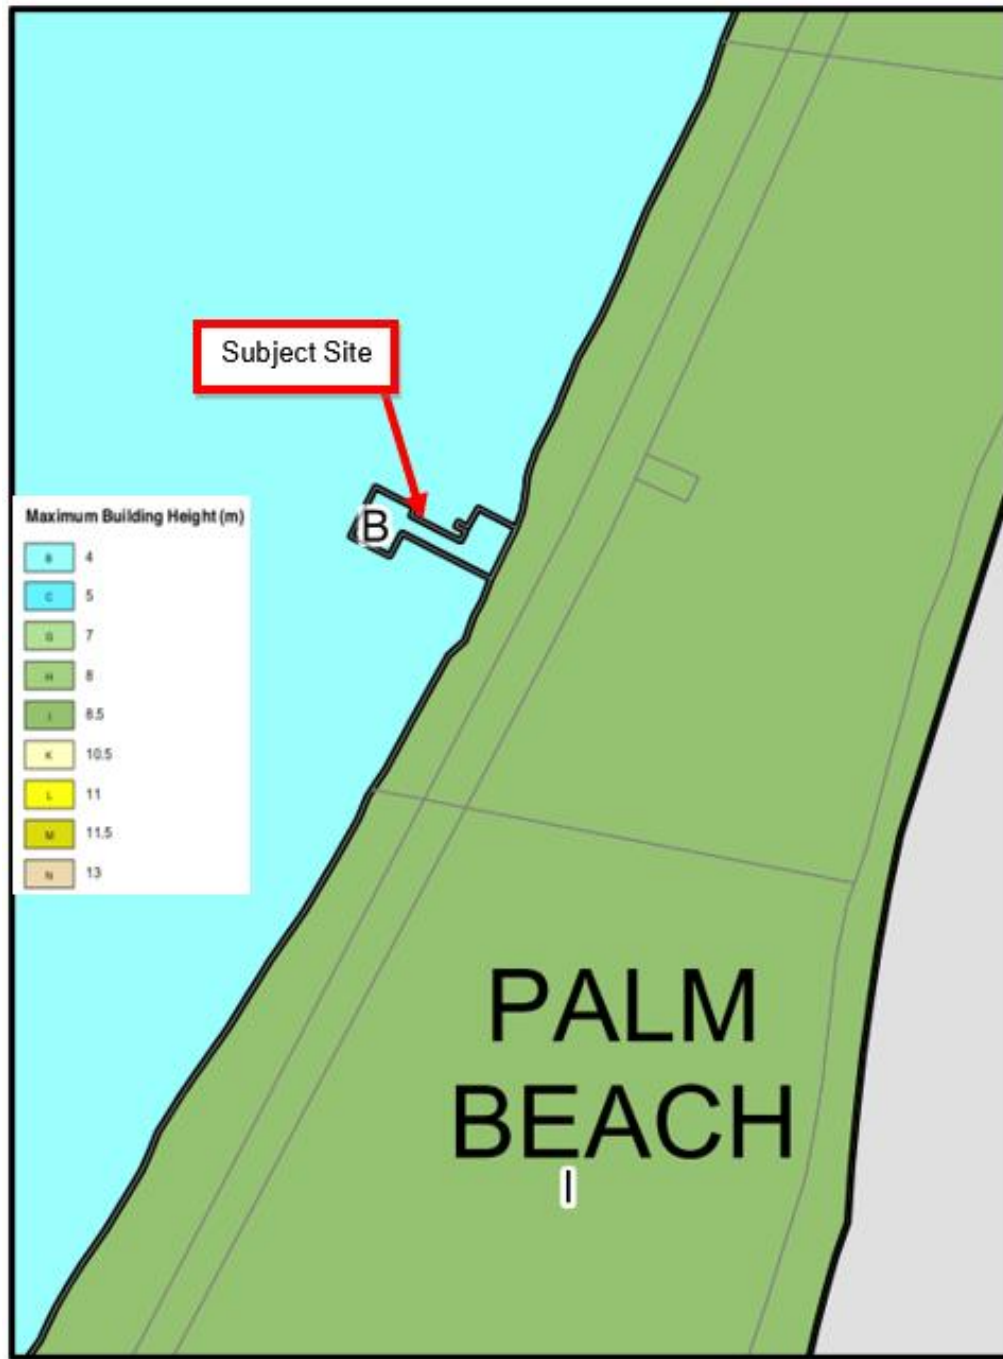 Subject Site
B
Maximum Building Height (m)
B 4
C 5
G 7
H 8
I 8.5
K 10.5
L 11
M 11.5
N 13
PALM
BEACH
I